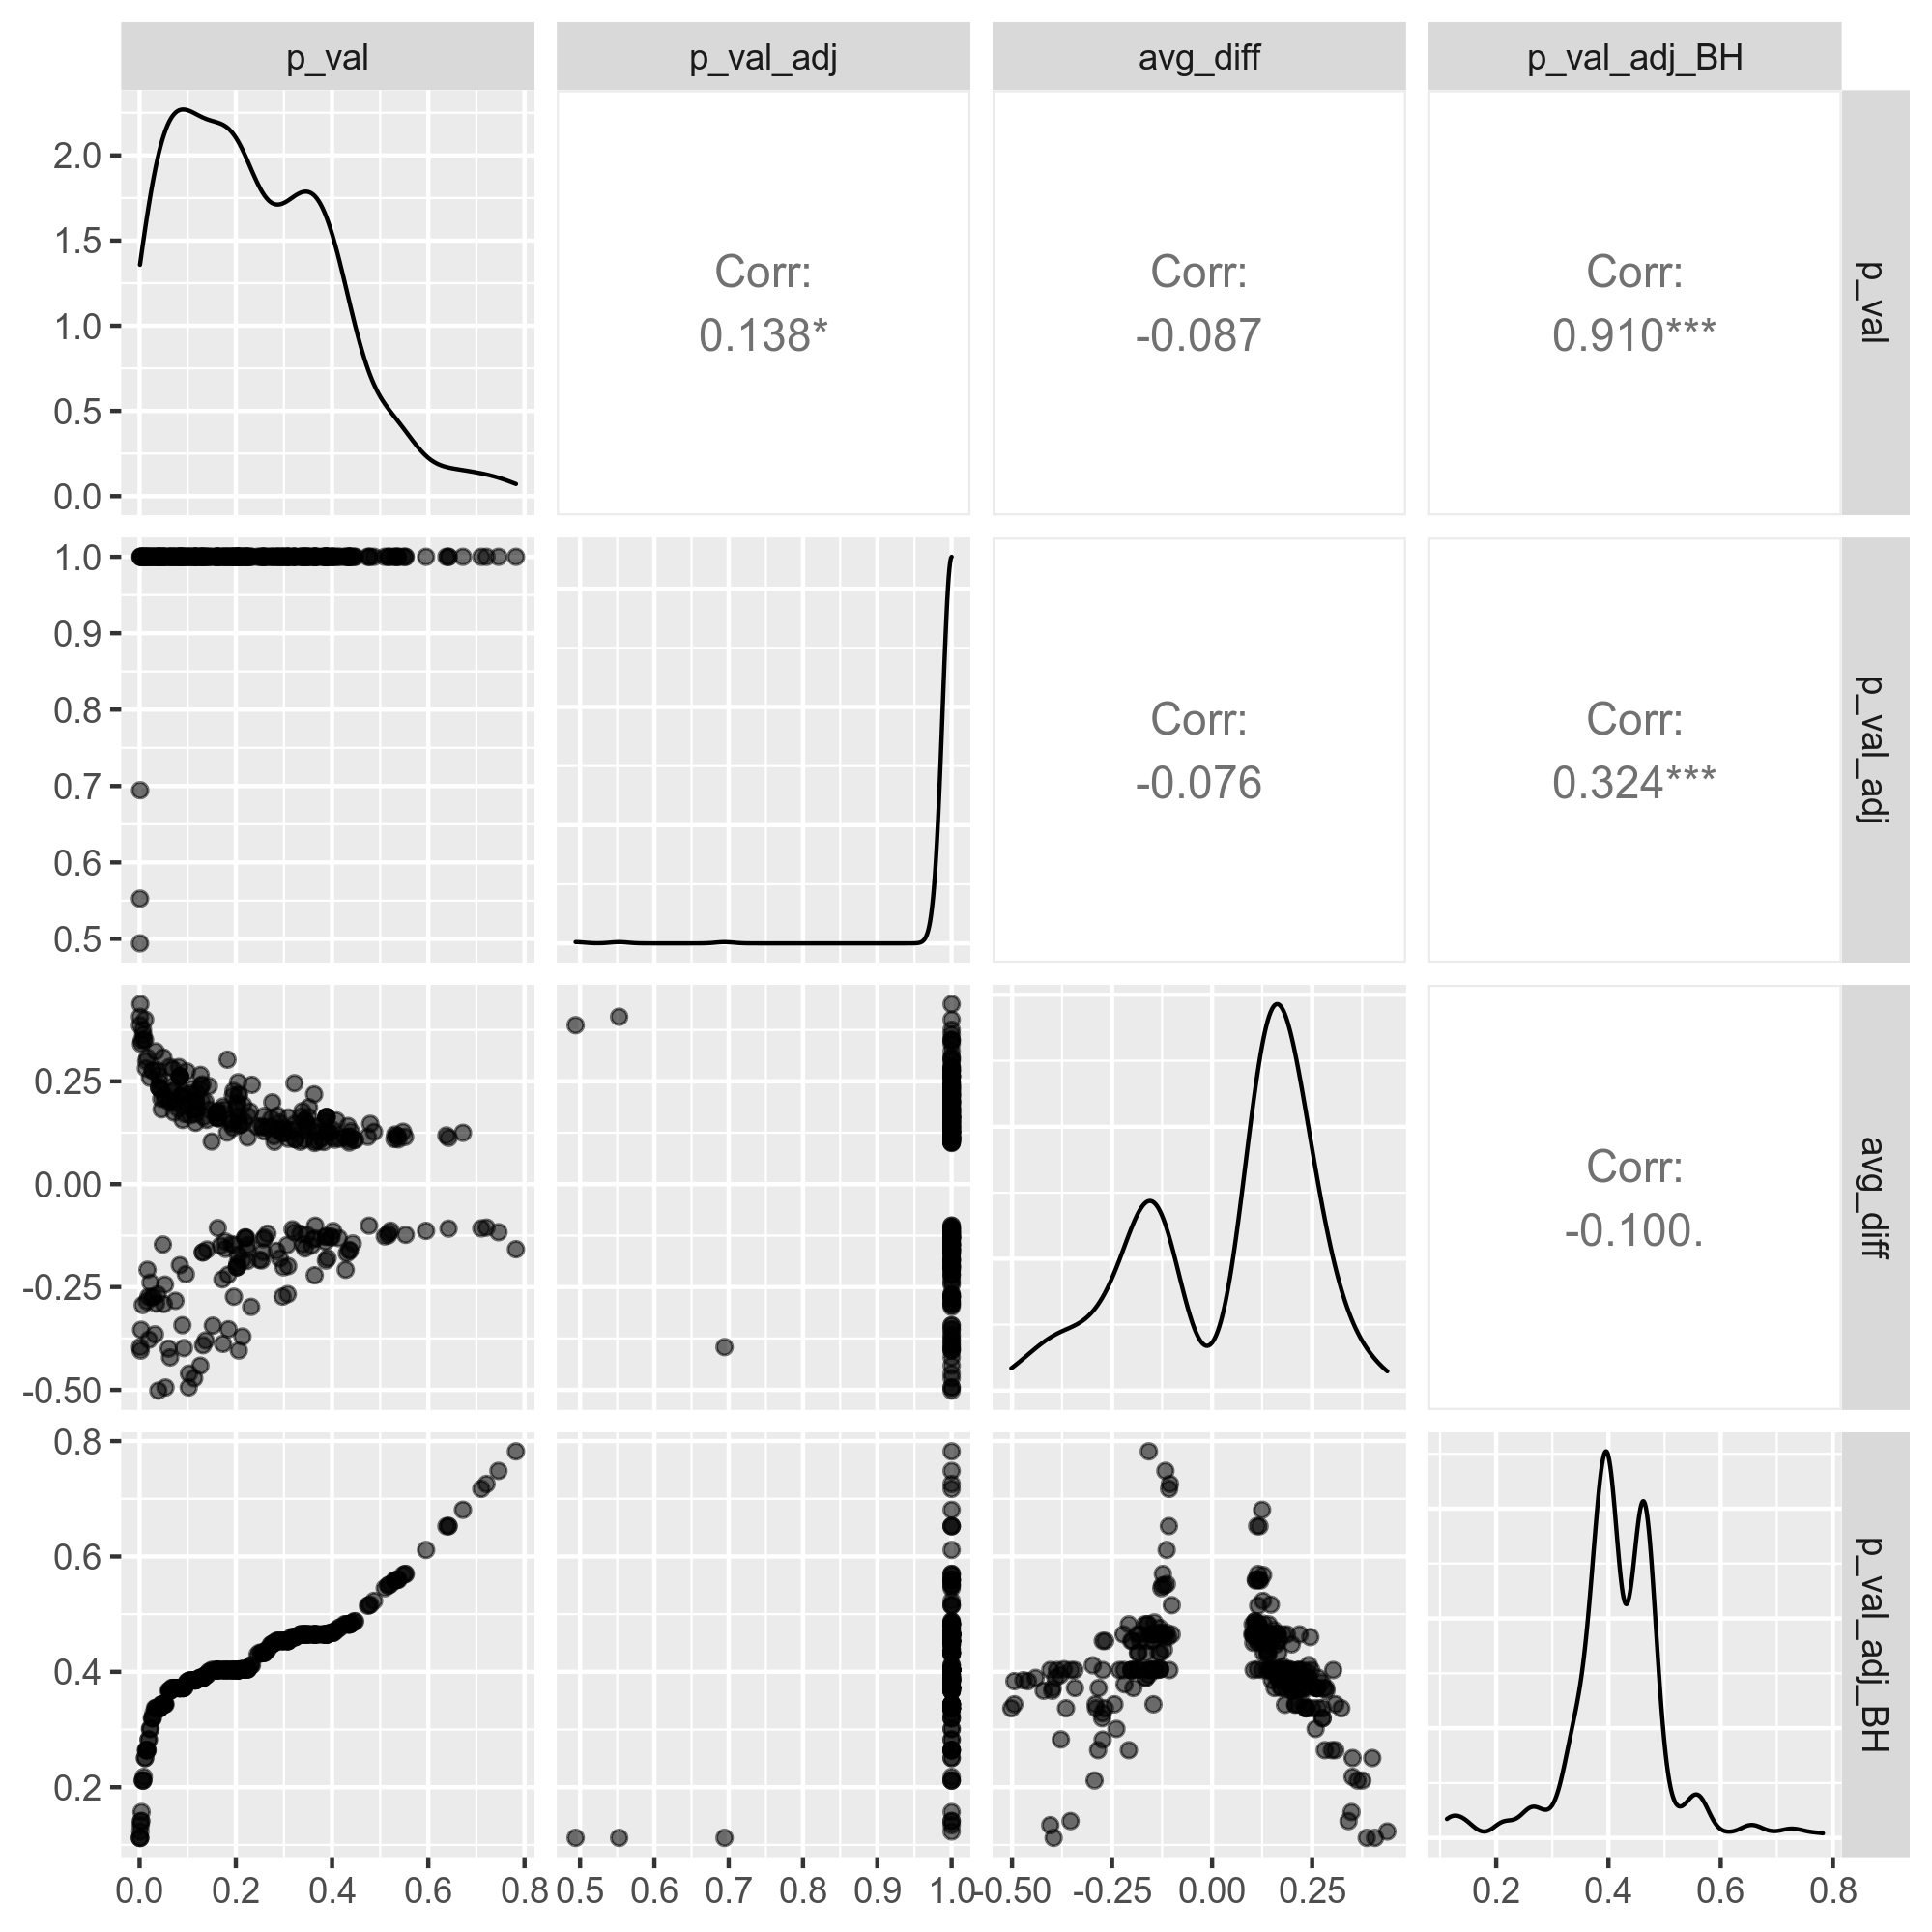 p_val
p_val_adj
avg_diff
p_val_adj_BH
2.0
1.5
1.0
0.5
0.0
Corr:
0.138*
Corr:
-0.087
Corr:
0.910***
p_val
1.0
0.9
0.8
0.7
0.6
0.5
Corr:
-0.076
Corr:
0.324***
p_val_adj
0.25
0.00
-0.25
-0.50
Corr:
-0.100.
avg_diff
0.8
0.6
0.4
0.2
p_val_adj_BH
0.0 0.2 0.4 0.6 0.8
0.5 0.6 0.7 0.8 0.9 1.0
-0.50 -0.25 0.00 0.25
0.2 0.4 0.6 0.8